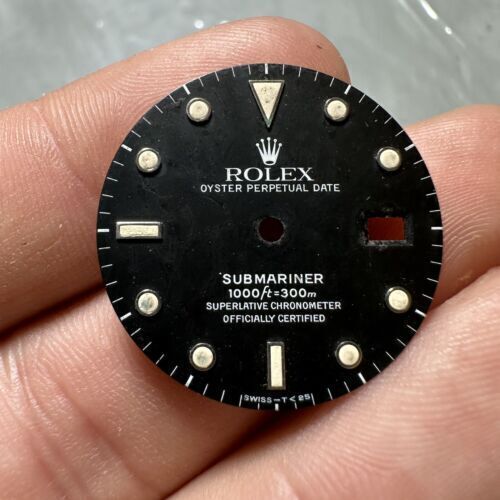 ROLEX
OYSTER PERPETUAL DATE
SUBMARINER
1000ft=300m
SUPERLATIVE CHRONOMETER
OFFICIALLY CERTIFIED
SWISS-T<25